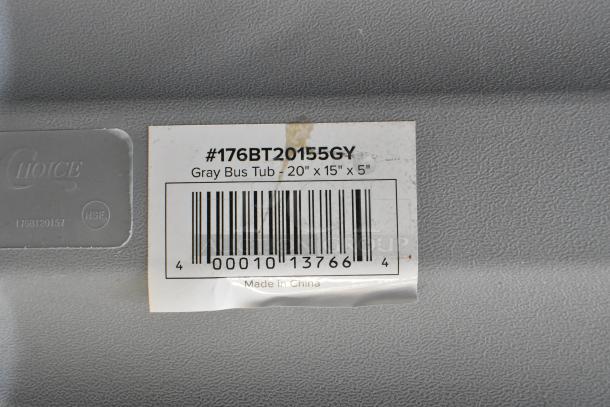 CHOICE
NSF
#176BT20155GY
Gray Bus Tub - 20" x 15" x 5"
4 00010 13766 4
Made in China